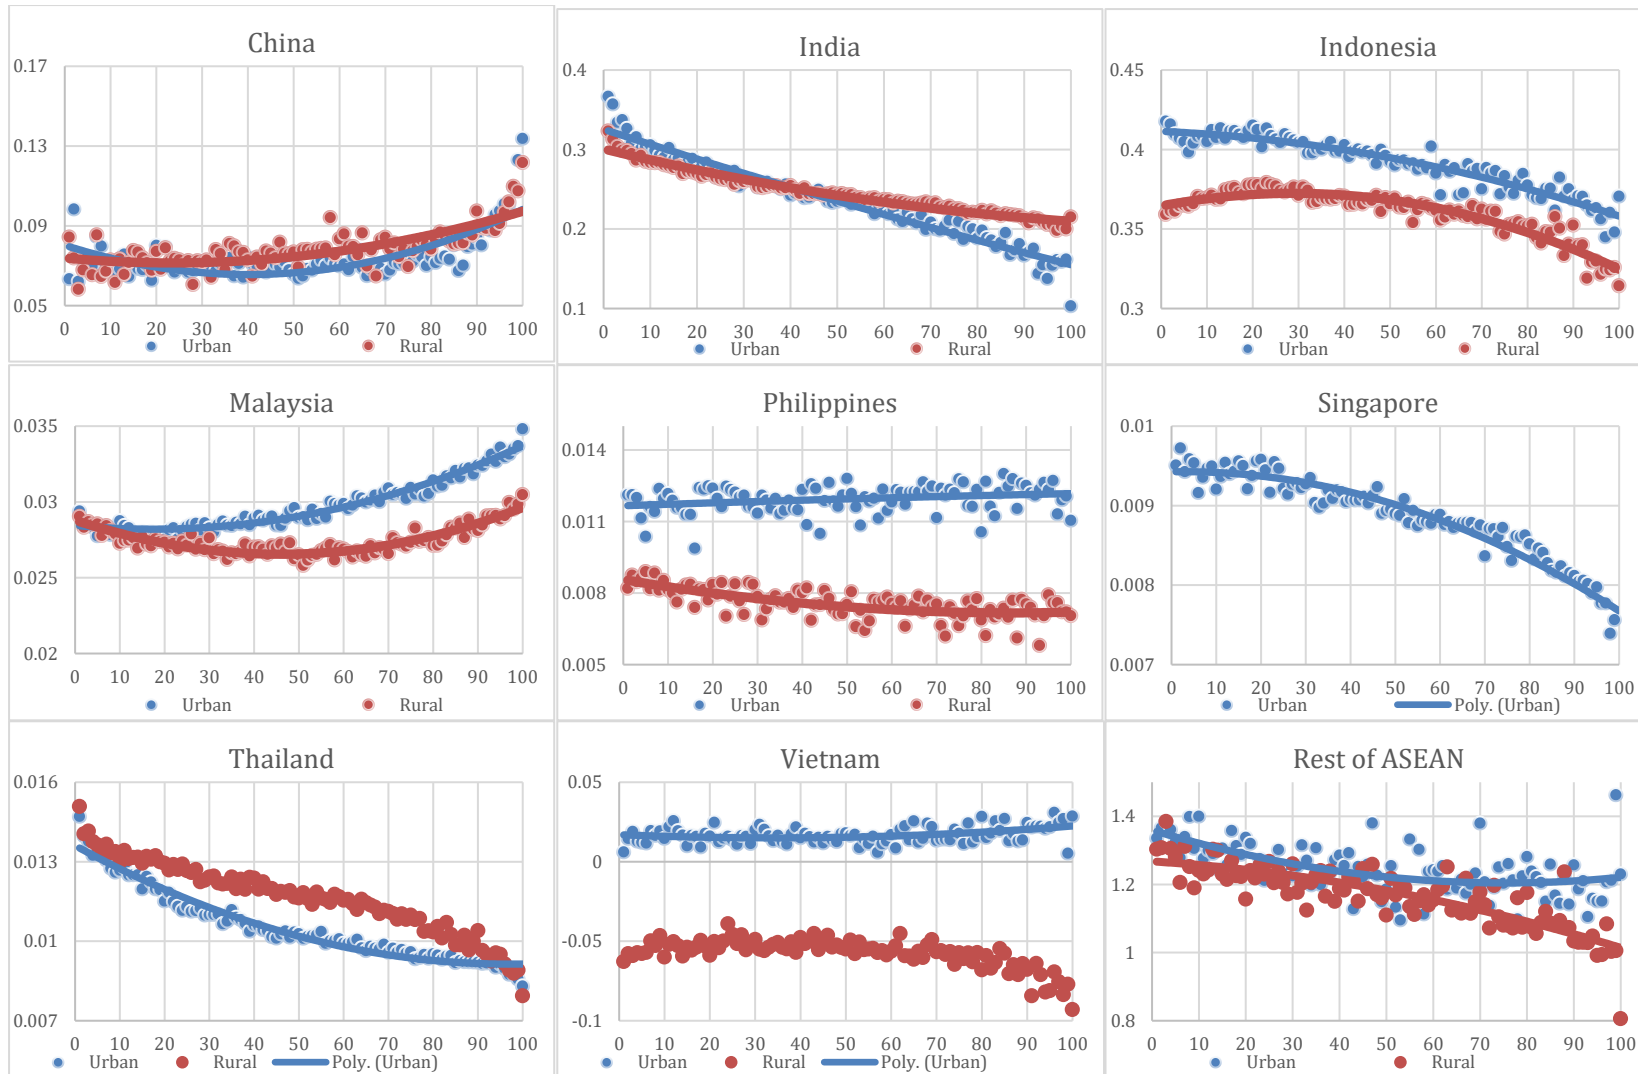 China
0.17
0.13
0.09
0.05
0 10 20 30 40 50 60 70 80 90 100
Urban Rural
India
0.4
0.3
0.2
0.1
0 10 20 30 40 50 60 70 80 90 100
Urban Rural
Indonesia
0.45
0.4
0.35
0.3
0 10 20 30 40 50 60 70 80 90 100
Urban Rural
Malaysia
0.035
0.03
0.025
0.02
0 10 20 30 40 50 60 70 80 90 100
Urban Rural
Philippines
0.014
0.011
0.008
0.005
0 10 20 30 40 50 60 70 80 90 100
Urban Rural
Singapore
0.01
0.009
0.008
0.007
0 10 20 30 40 50 60 70 80 90 100
Urban Poly. (Urban)
Thailand
0.016
0.013
0.01
0.007
0 10 20 30 40 50 60 70 80 90 100
Urban Rural Poly. (Urban)
Vietnam
0.05
0
-0.05
-0.1
0 10 20 30 40 50 60 70 80 90 100
Urban Rural Poly. (Urban)
Rest of ASEAN
1.4
1.2
1
0.8
0 10 20 30 40 50 60 70 80 90 100
Urban Rural